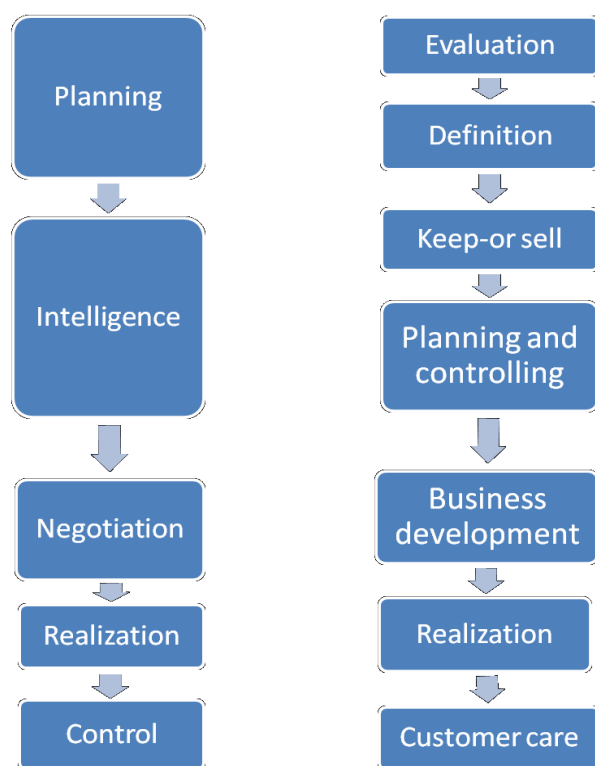 Planning
Intelligence
Negotiation
Realization
Control
Evaluation
Definition
Keep-or sell
Planning and
controlling
Business
development
Realization
Customer care